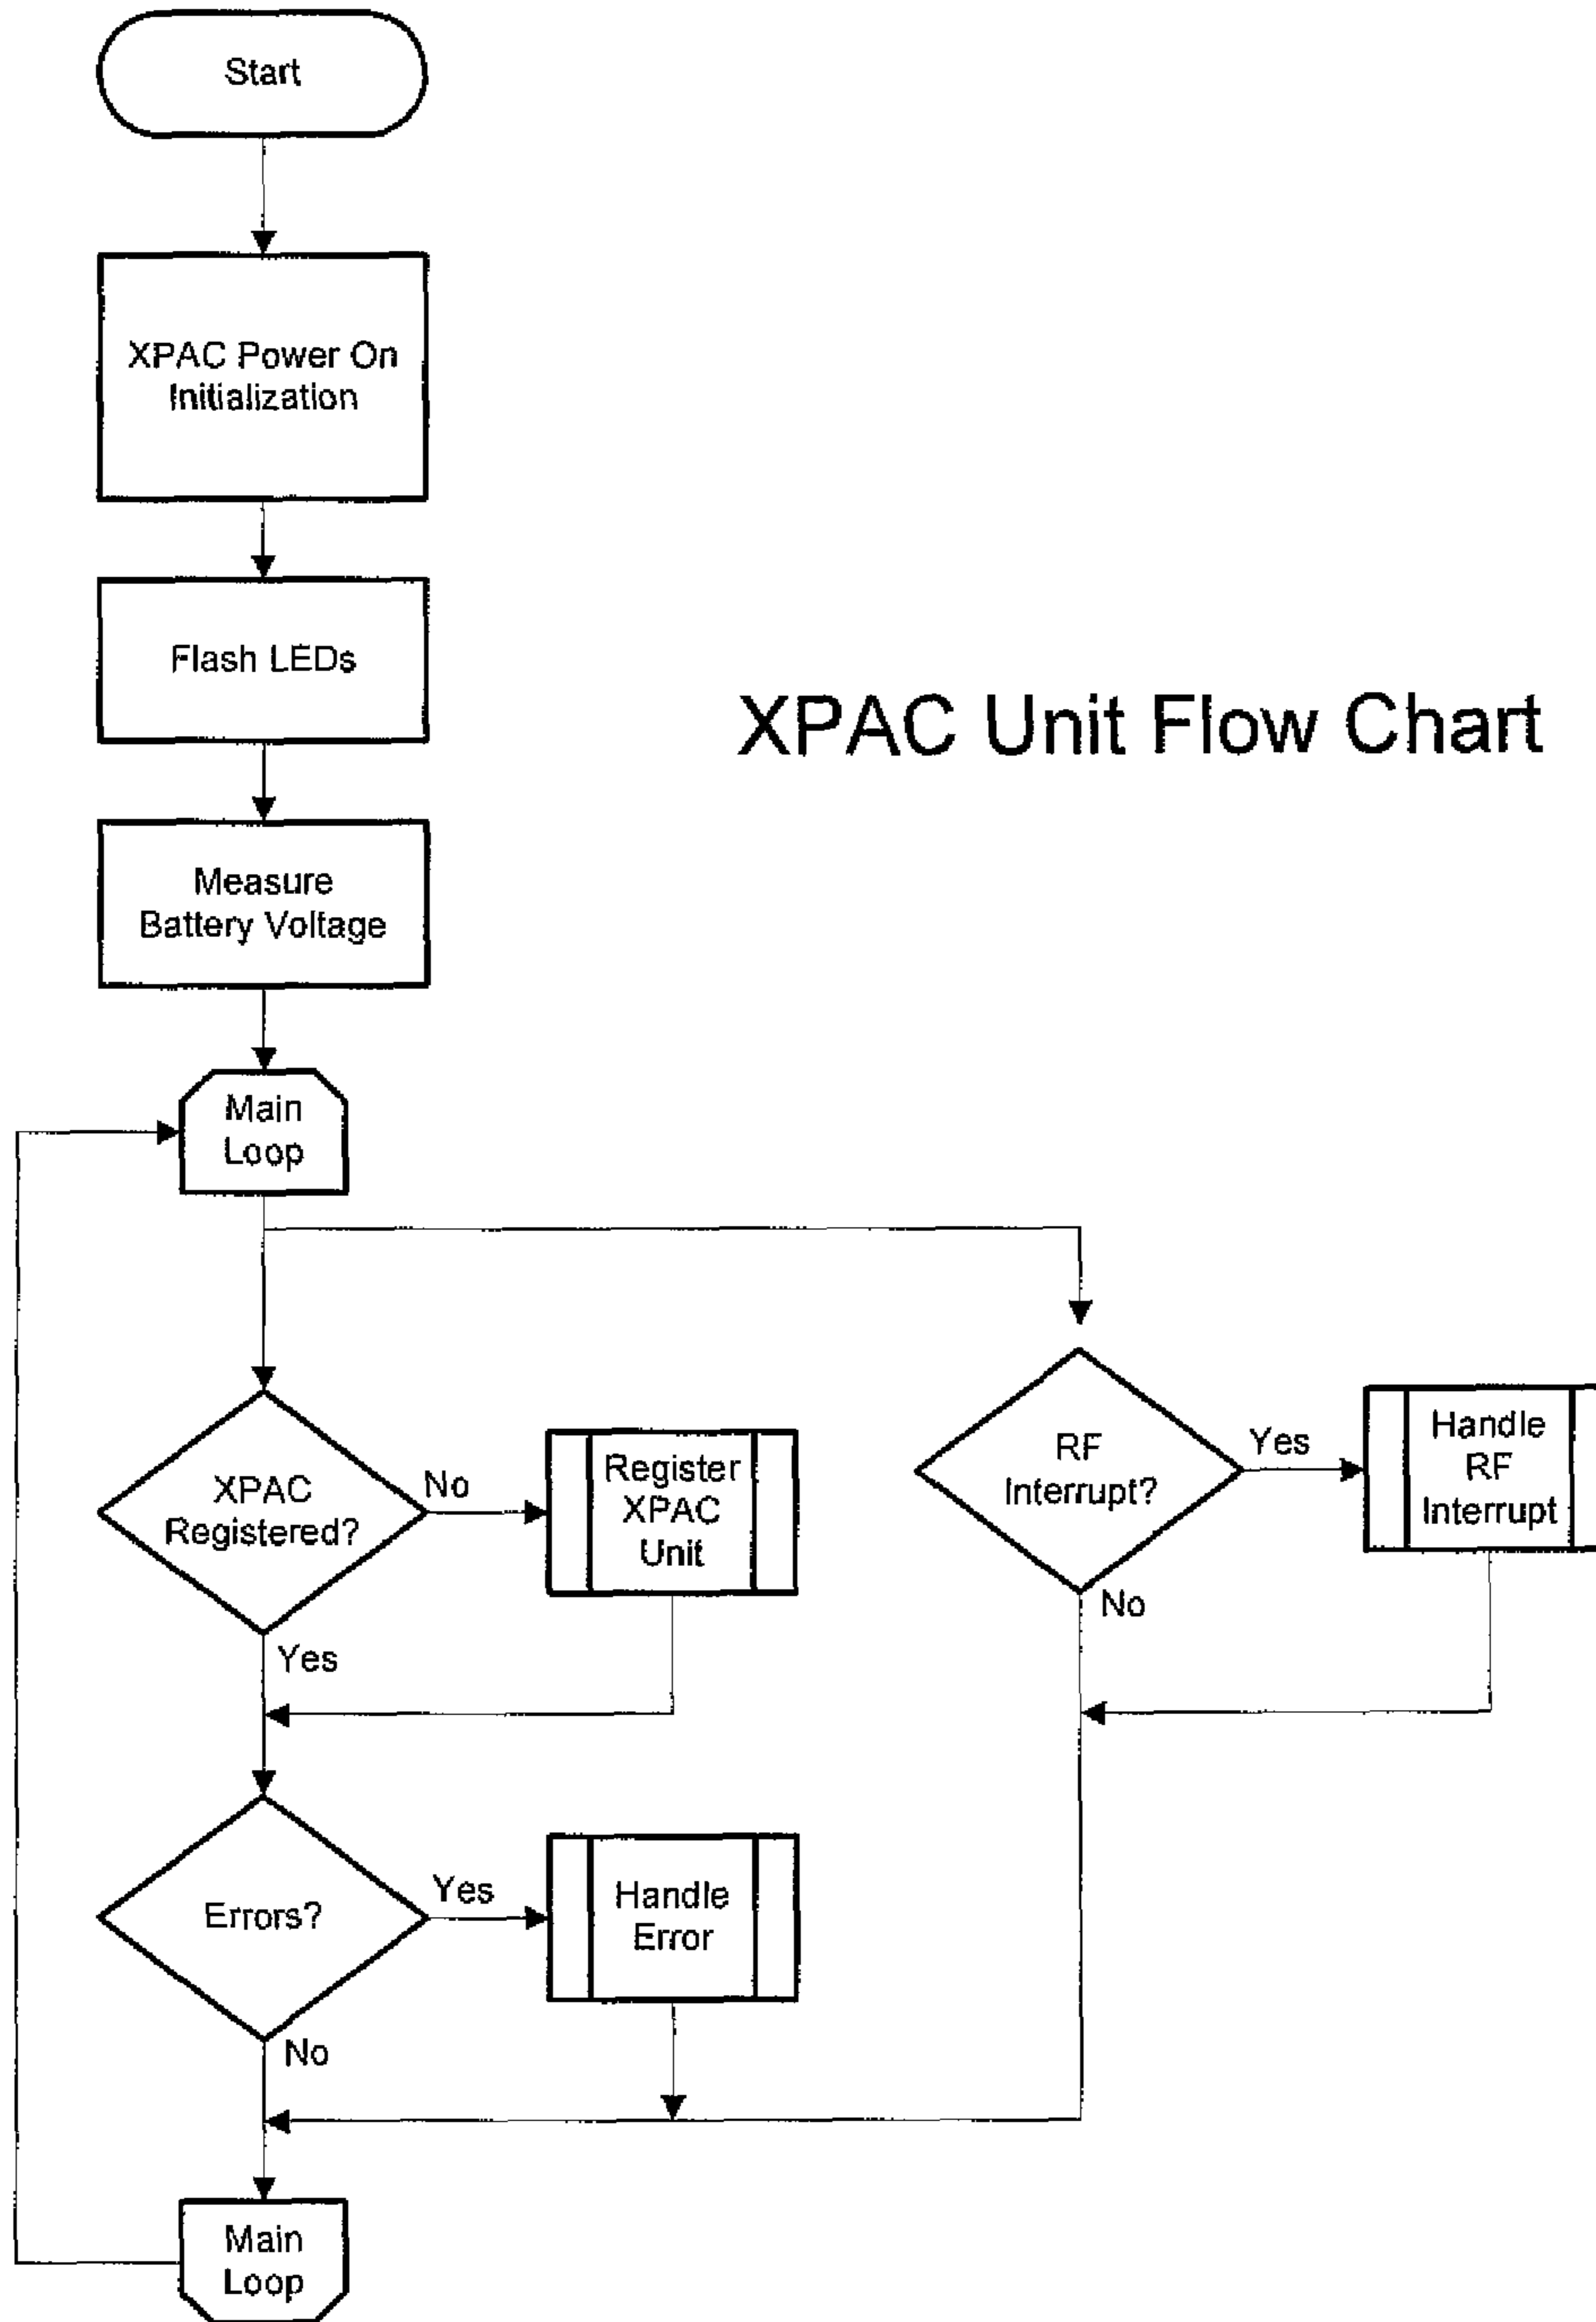 Start
XPAC Power On
Initialization
Flash LEDs
XPAC Unit Flow Chart
Measure
Battery Voltage
Main
Loop
XPAC
Registered?
No
Yes
Register
XPAC
Unit
RF
Interrupt?
Yes
No
Handle
RF
Interrupt
Errors?
Yes
No
Handle
Error
Main
Loop